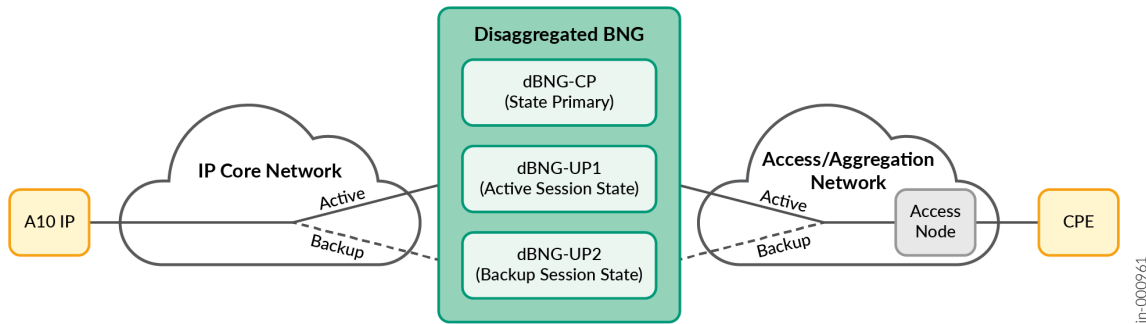 Disaggregated BNG
dBNG-CP
(State Primary)
IP Core Network
Access/Aggregation
Network
dBNG-UP1
(Active Session State)
Active
Active
A10 IP
Access
Node
CPE
Backup
Backup
dBNG-UP2
(Backup Session State)
jn-000961